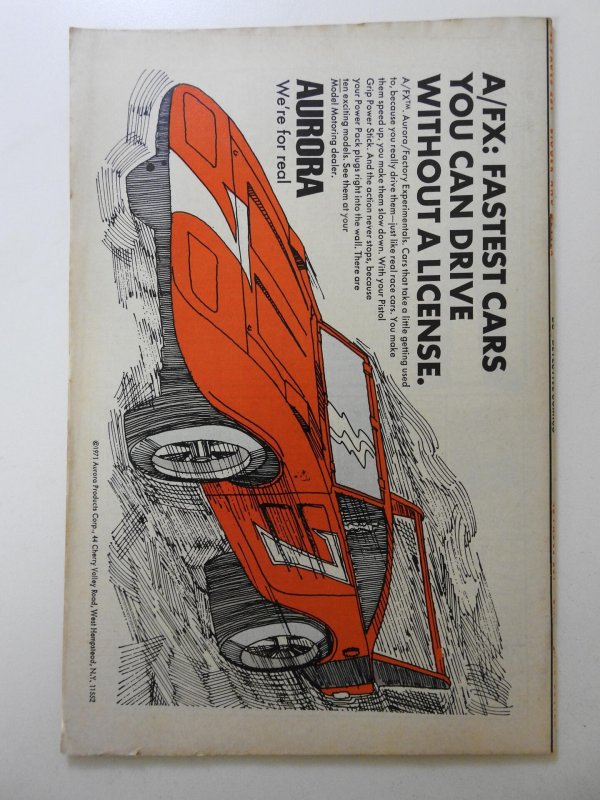 A/FX: FASTEST CARS
YOU CAN DRIVE
WITHOUT A LICENSE.
A/FX™. Aurora/Factory Experimentals. Cars that take a little getting used
to, because you really drive them—just like real race cars. You make
them speed up, you make them slow down. With your Pistol
Grip Power Stick. And the action never stops, because
your Power Pack plugs right into the wall. There are
ten exciting models. See them at your
Model Motoring dealer.
AURORA
We're for real
7
7
©1971 Aurora Products Corp., 44 Cherry Valley Road, West Hempstead, N.Y. 11552